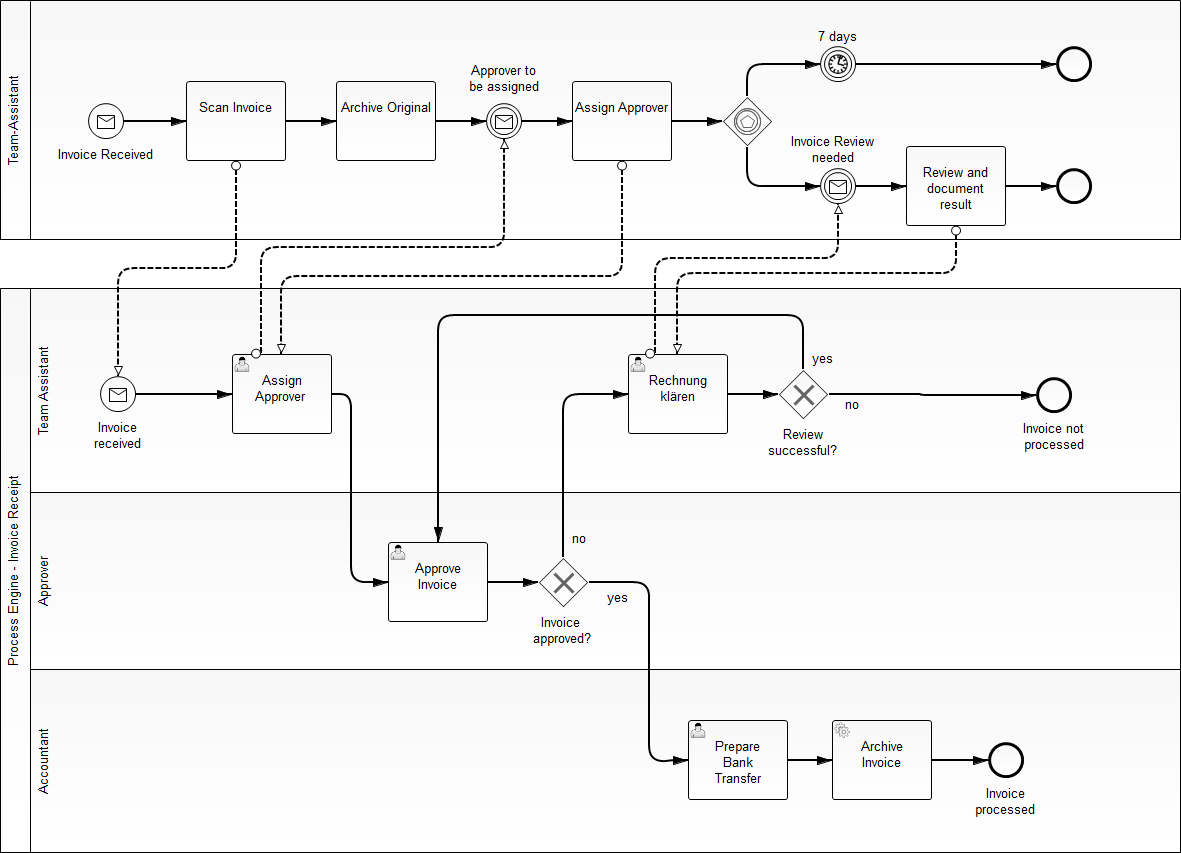 Team-Assistant
7 days
Approver to
be assigned
Scan Invoice
Archive Original
Assign Approver
Invoice Received
Invoice Review
needed
Review and
document
result
Process Engine - Invoice Receipt
Team Assistant
Assign
Approver
Rechnung
klären
yes
no
Invoice
received
Review
successful?
Invoice not
processed
Approver
no
Approve
Invoice
yes
Invoice
approved?
Accountant
Prepare
Bank
Transfer
Archive
Invoice
Invoice
processed